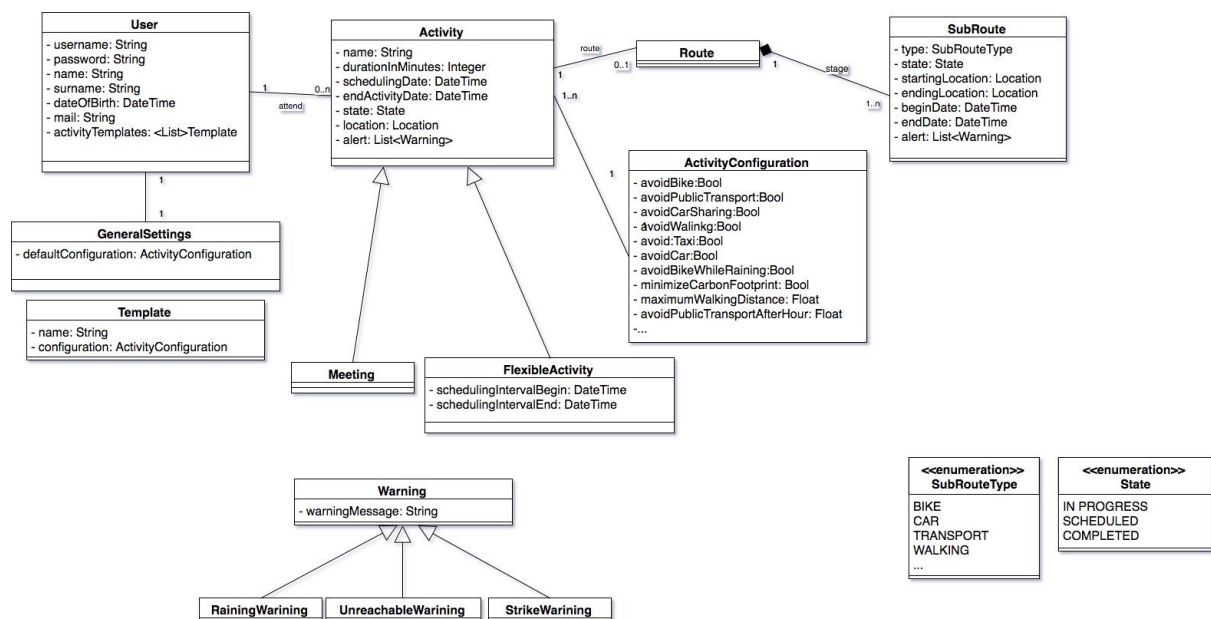 User
- username: String
- password: String
- name: String
- surname: String
- dateOfBirth: DateTime
- mail: String
- activityTemplates: <List>Template
1
0..n
attend
Activity
- name: String
- durationInMinutes: Integer
- schedulingDate: DateTime
- endActivityDate: DateTime
- state: State
- location: Location
- alert: List<Warning>
route
1
0..1
1..n
Route
1
stage
1..n
SubRoute
- type: SubRouteType
- state: State
- startingLocation: Location
- endingLocation: Location
- beginDate: DateTime
- endDate: DateTime
- alert: List<Warning>
1
1
GeneralSettings
- defaultConfiguration: ActivityConfiguration
Template
- name: String
- configuration: ActivityConfiguration
1
ActivityConfiguration
- avoidBike:Bool
- avoidPublicTransport:Bool
- avoidCarSharing:Bool
- avoidWalinkg:Bool
1
- avoid:Taxi:Bool
- avoidCar:Bool
- avoidBikeWhileRaining:Bool
- minimizeCarbonFootprint: Bool
- maximumWalkingDistance: Float
- avoidPublicTransportAfterHour: Float
-...
Meeting
FlexibleActivity
- schedulingIntervalBegin: DateTime
- schedulingIntervalEnd: DateTime
Warning
- warningMessage: String
RainingWarining
UnreachableWarining
StrikeWarining
<<enumeration>>
SubRouteType
BIKE
CAR
TRANSPORT
WALKING
...
<<enumeration>>
State
IN PROGRESS
SCHEDULED
COMPLETED